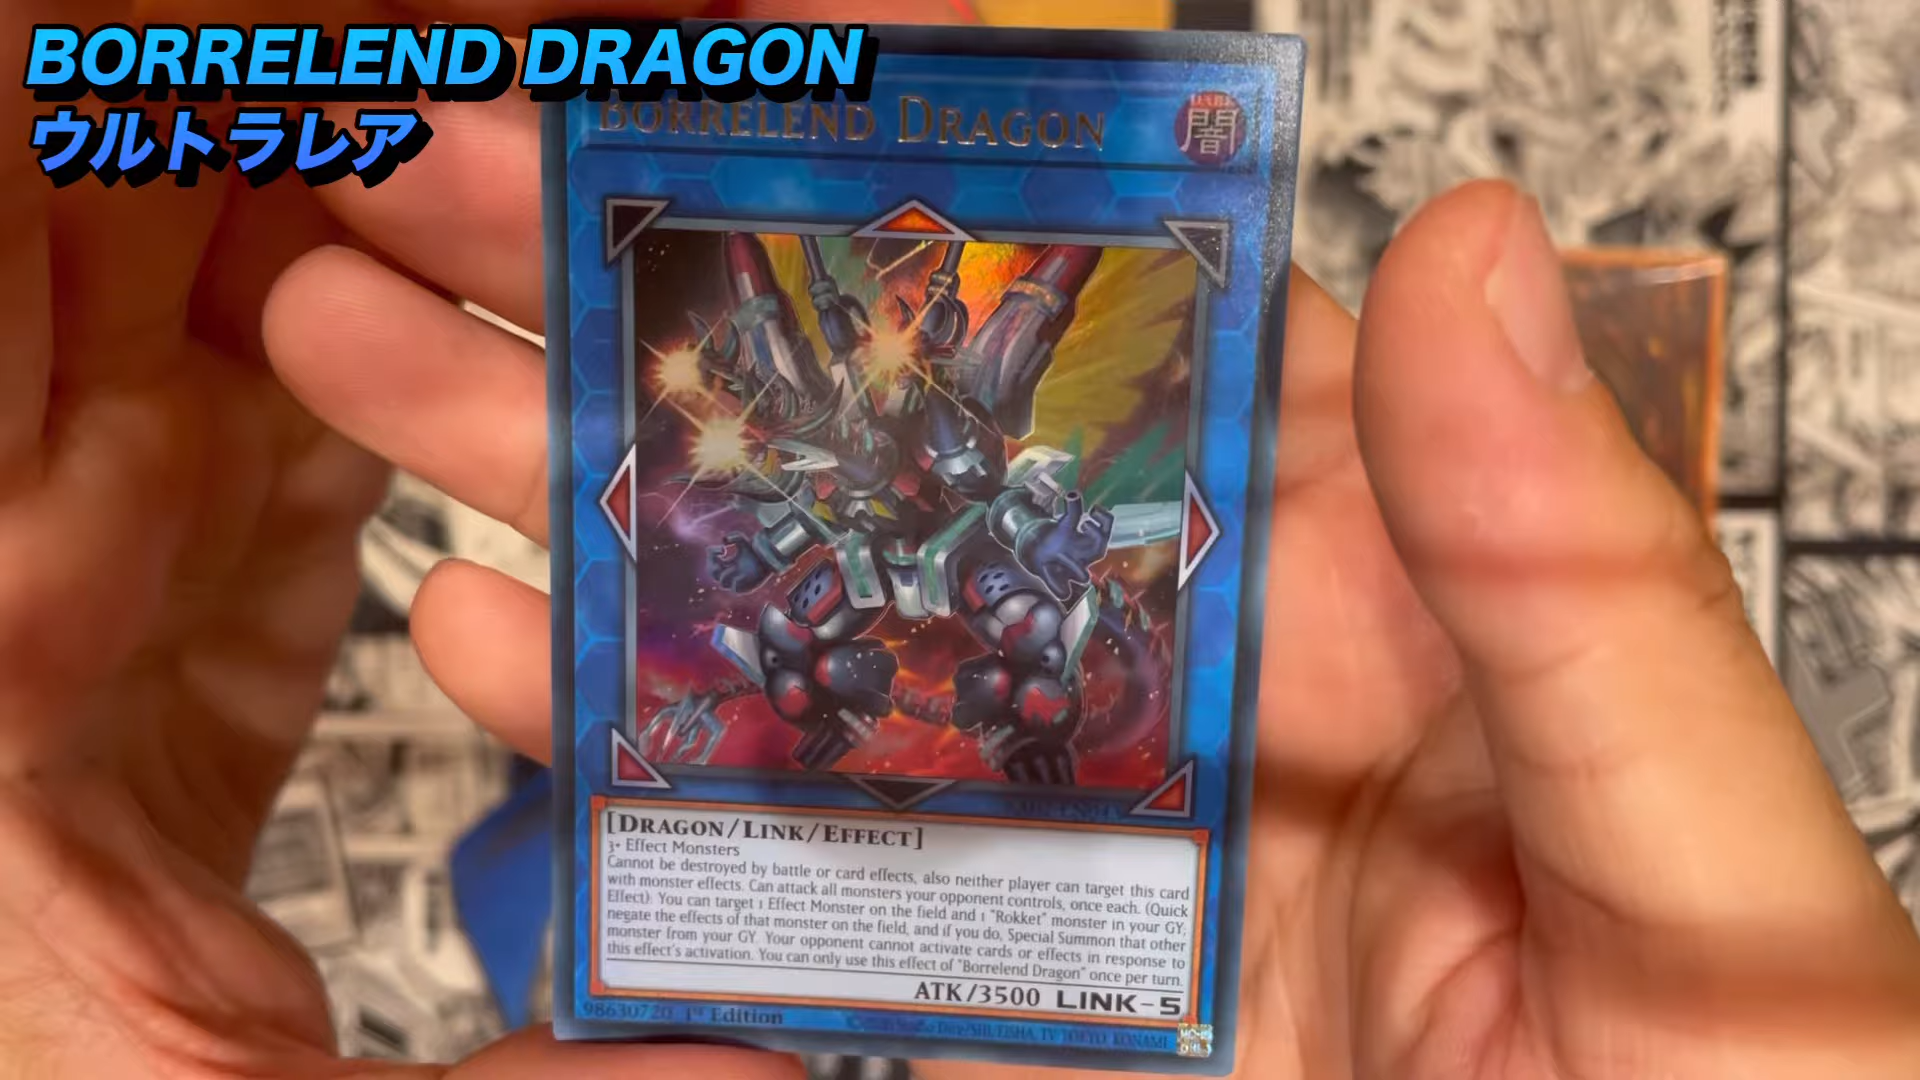 BORRELEND DRAGON
ウルトラレア
BORRELEND DRAGON
闇
[DRAGON/LINK/EFFECT]
3+ Effect Monsters
Cannot be destroyed by battle or card effects, also neither player can target this card
with monster effects. Can attack all monsters your opponent controls, once each. (Quick
Effect): You can target 1 Effect Monster on the field and 1 "Rokket" monster in your GY;
negate the effects of that monster on the field, and if you do, Special Summon that other
monster from your GY. Your opponent cannot activate cards or effects in response to
this effect's activation. You can only use this effect of "Borrelend Dragon" once per turn.
ATK/3500 LINK-5
98630720 1st Edition
Studio Dice/SHUEISHA, TV TOKYO, KONAMI